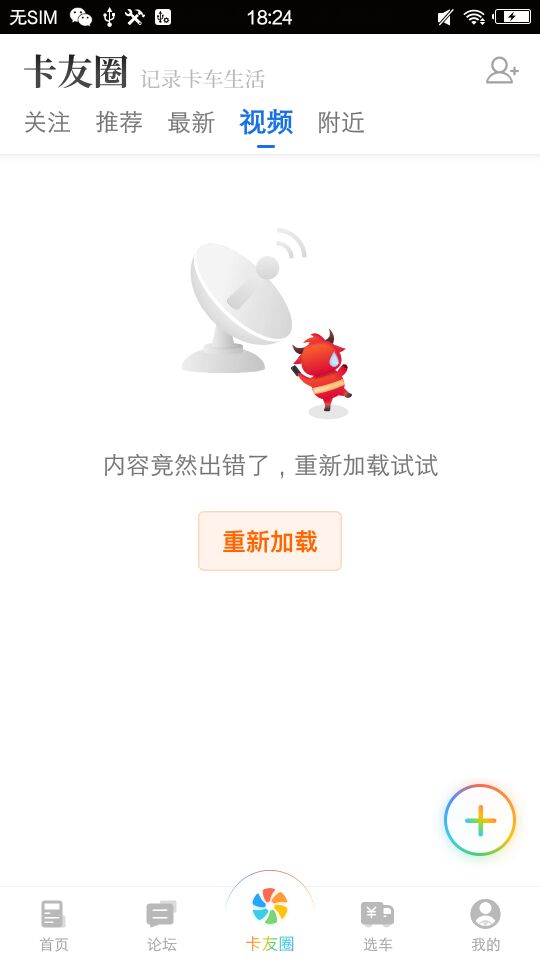 无SIM 18:24
卡友圈 记录卡车生活
关注 推荐 最新 视频 附近
内容竟然出错了，重新加载试试
重新加载
首页 论坛 卡友圈 选车 我的